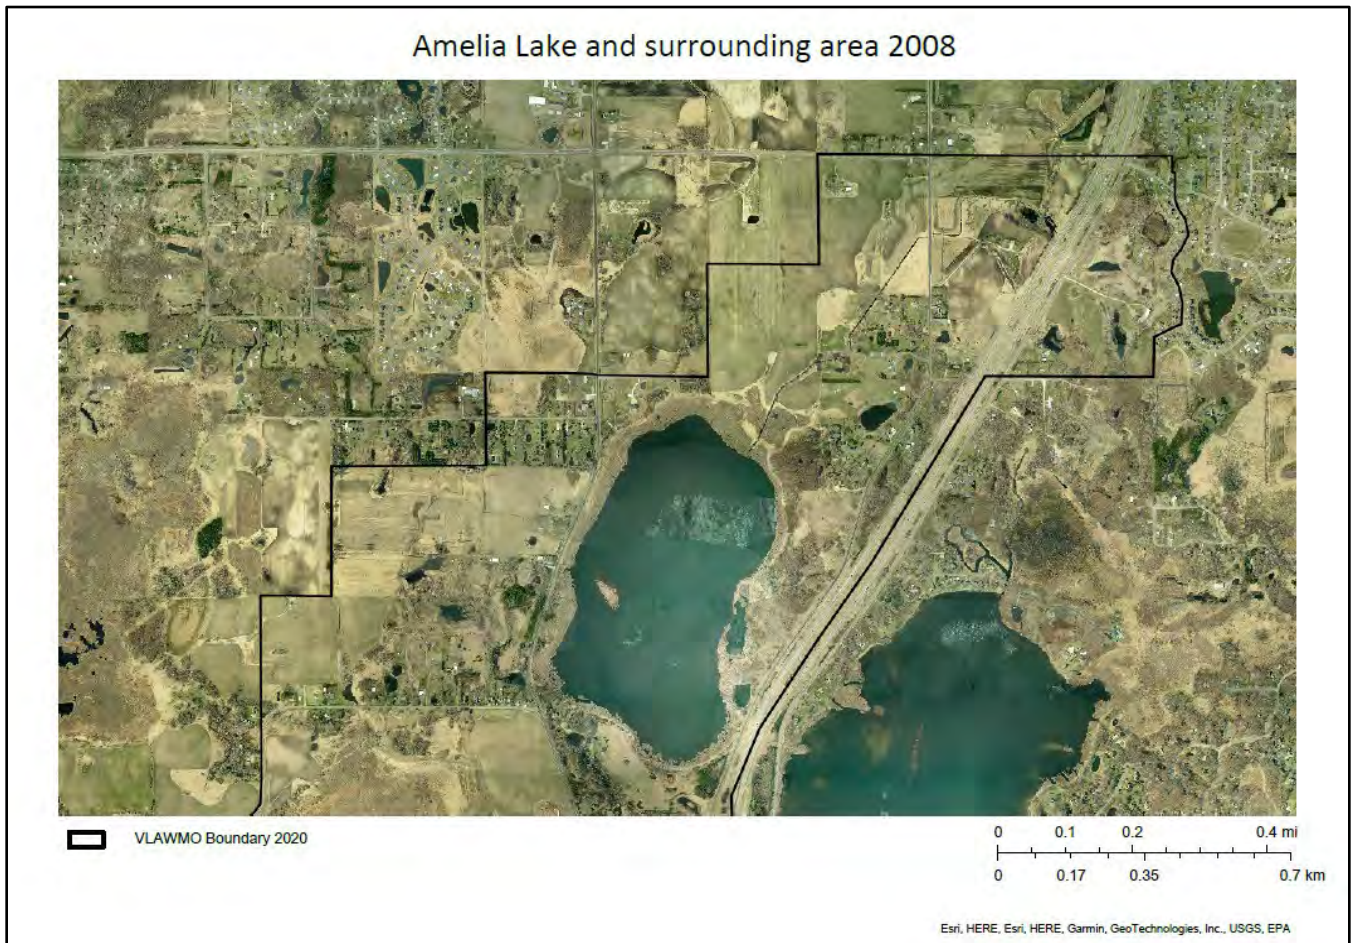 Amelia Lake and surrounding area 2008
VLAWMO Boundary 2020
0 0.1 0.2 0.4 mi
0 0.17 0.35 0.7 km
Esri, HERE, Esri, HERE, Garmin, GeoTechnologies, Inc., USGS, EPA